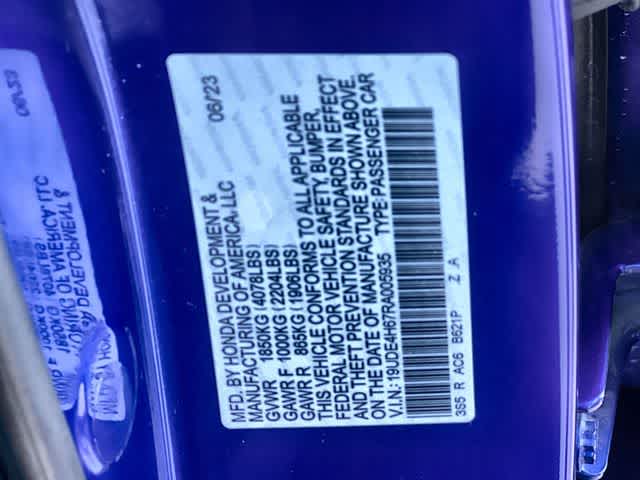 MFD. BY HONDA DEVELOPMENT & 06/23
MANUFACTURING OF AMERICA, LLC
GVWR 1850KG (4078LBS)
GAWR F 1000KG (2204LBS)
GAWR R 865KG (1906LBS)
THIS VEHICLE CONFORMS TO ALL APPLICABLE
FEDERAL MOTOR VEHICLE SAFETY, BUMPER,
AND THEFT PREVENTION STANDARDS IN EFFECT
ON THE DATE OF MANUFACTURE SHOWN ABOVE.
V.I.N.: 19UDE4H67RA005935 TYPE:PASSENGER CAR
3S5 R AC6 B621P Z A